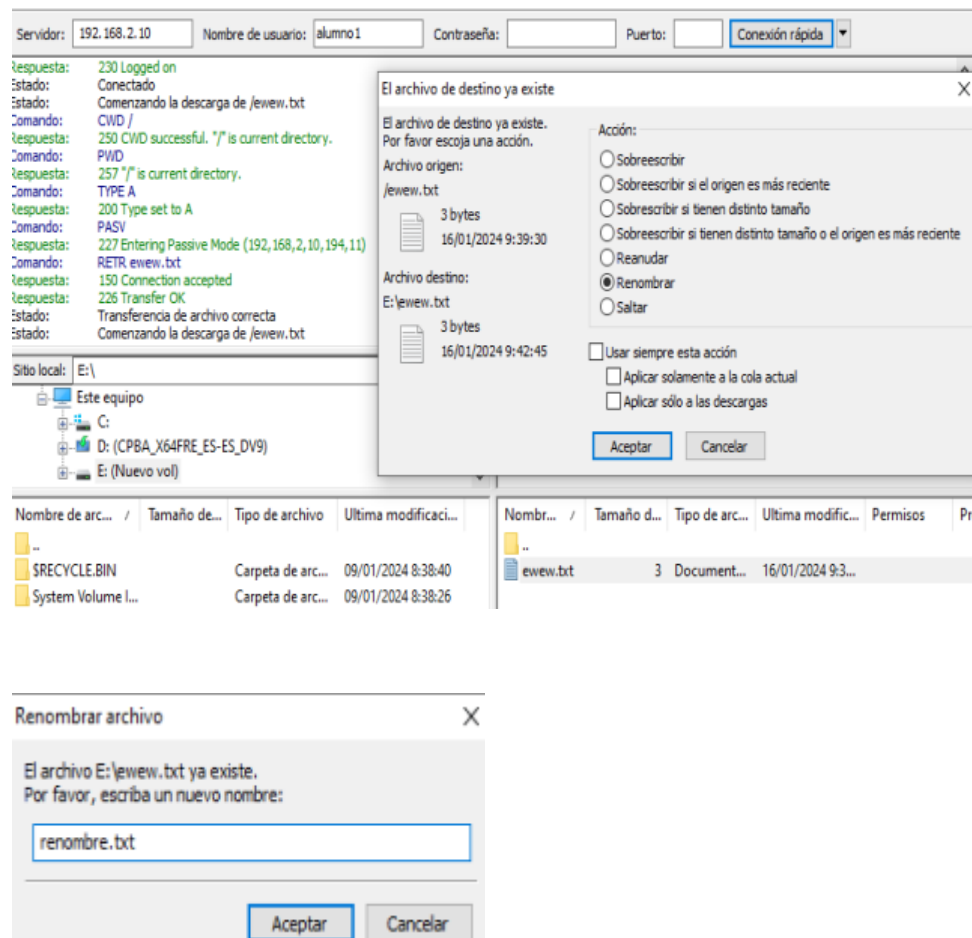 Servidor: 192.168.2.10 Nombre de usuario: alumno1 Contraseña: Puerto: Conexión rápida
Respuesta: 230 Logged on
Estado: Conectado
Estado: Comenzando la descarga de /ewew.txt
Comando: CWD /
Respuesta: 250 CWD successful. "/" is current directory.
Comando: PWD
Respuesta: 257 "/" is current directory.
Comando: TYPE A
Respuesta: 200 Type set to A
Comando: PASV
Respuesta: 227 Entering Passive Mode (192,168,2,10,194,11)
Comando: RETR ewew.txt
Respuesta: 150 Connection accepted
Respuesta: 226 Transfer OK
Estado: Transferencia de archivo correcta
Estado: Comenzando la descarga de /ewew.txt
El archivo de destino ya existe
El archivo de destino ya existe.
Por favor escoja una acción.
Archivo origen:
/ewew.txt
3 bytes
16/01/2024 9:39:30
Archivo destino:
E:\ewew.txt
3 bytes
16/01/2024 9:42:45
Acción:
Sobreescribir
Sobreescribir si el origen es más reciente
Sobrescribir si tienen distinto tamaño
Sobreescribir si tienen distinto tamaño o el origen es más reciente
Reanudar
Renombrar
Saltar
Usar siempre esta acción
Aplicar solamente a la cola actual
Aplicar sólo a las descargas
Aceptar Cancelar
Sitio local: E:\
Este equipo
C:
D: (CPBA_X64FRE_ES-ES_DV9)
E: (Nuevo vol)
Nombre de arc... Tamaño de... Tipo de archivo Ultima modificaci...
..
$RECYCLE.BIN Carpeta de arc... 09/01/2024 8:38:40
System Volume I... Carpeta de arc... 09/01/2024 8:38:26
Nombr... Tamaño d... Tipo de arc... Ultima modific... Permisos Pr
..
ewew.txt 3 Document... 16/01/2024 9:3...
Renombrar archivo
El archivo E:\ewew.txt ya existe.
Por favor, escriba un nuevo nombre:
renombre.txt
Aceptar Cancelar